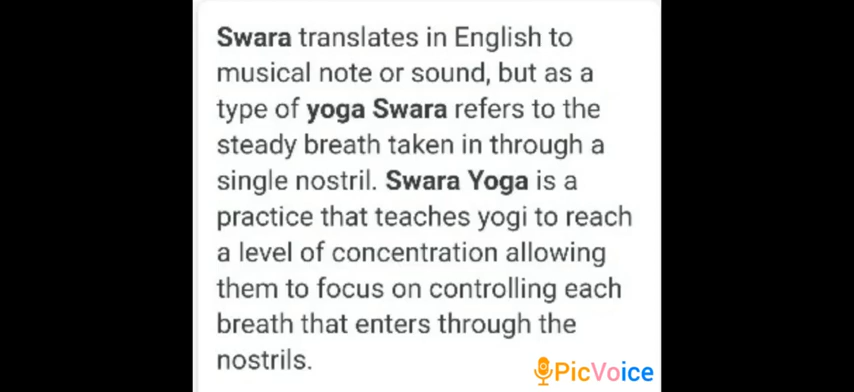 Swara translates in English to
musical note or sound, but as a
type of yoga Swara refers to the
steady breath taken in through a
single nostril. Swara Yoga is a
practice that teaches yogi to reach
a level of concentration allowing
them to focus on controlling each
breath that enters through the
nostrils.
PicVoice